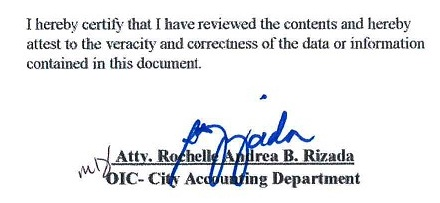 I hereby certify that I have reviewed the contents and hereby
attest to the veracity and correctness of the data or information
contained in this document.
Atty. Rochelle Andrea B. Rizada
OIC- City Accounting Department